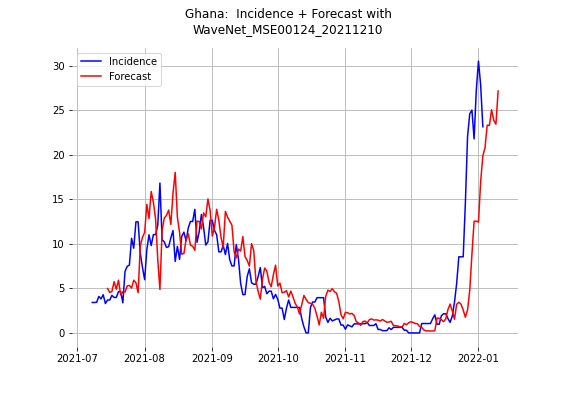 Ghana:  Incidence + Forecast with
WaveNet_MSE00124_20211210
Incidence
Forecast
30
25
20
15
10
5
0
2021-07 2021-08 2021-09 2021-10 2021-11 2021-12 2022-01